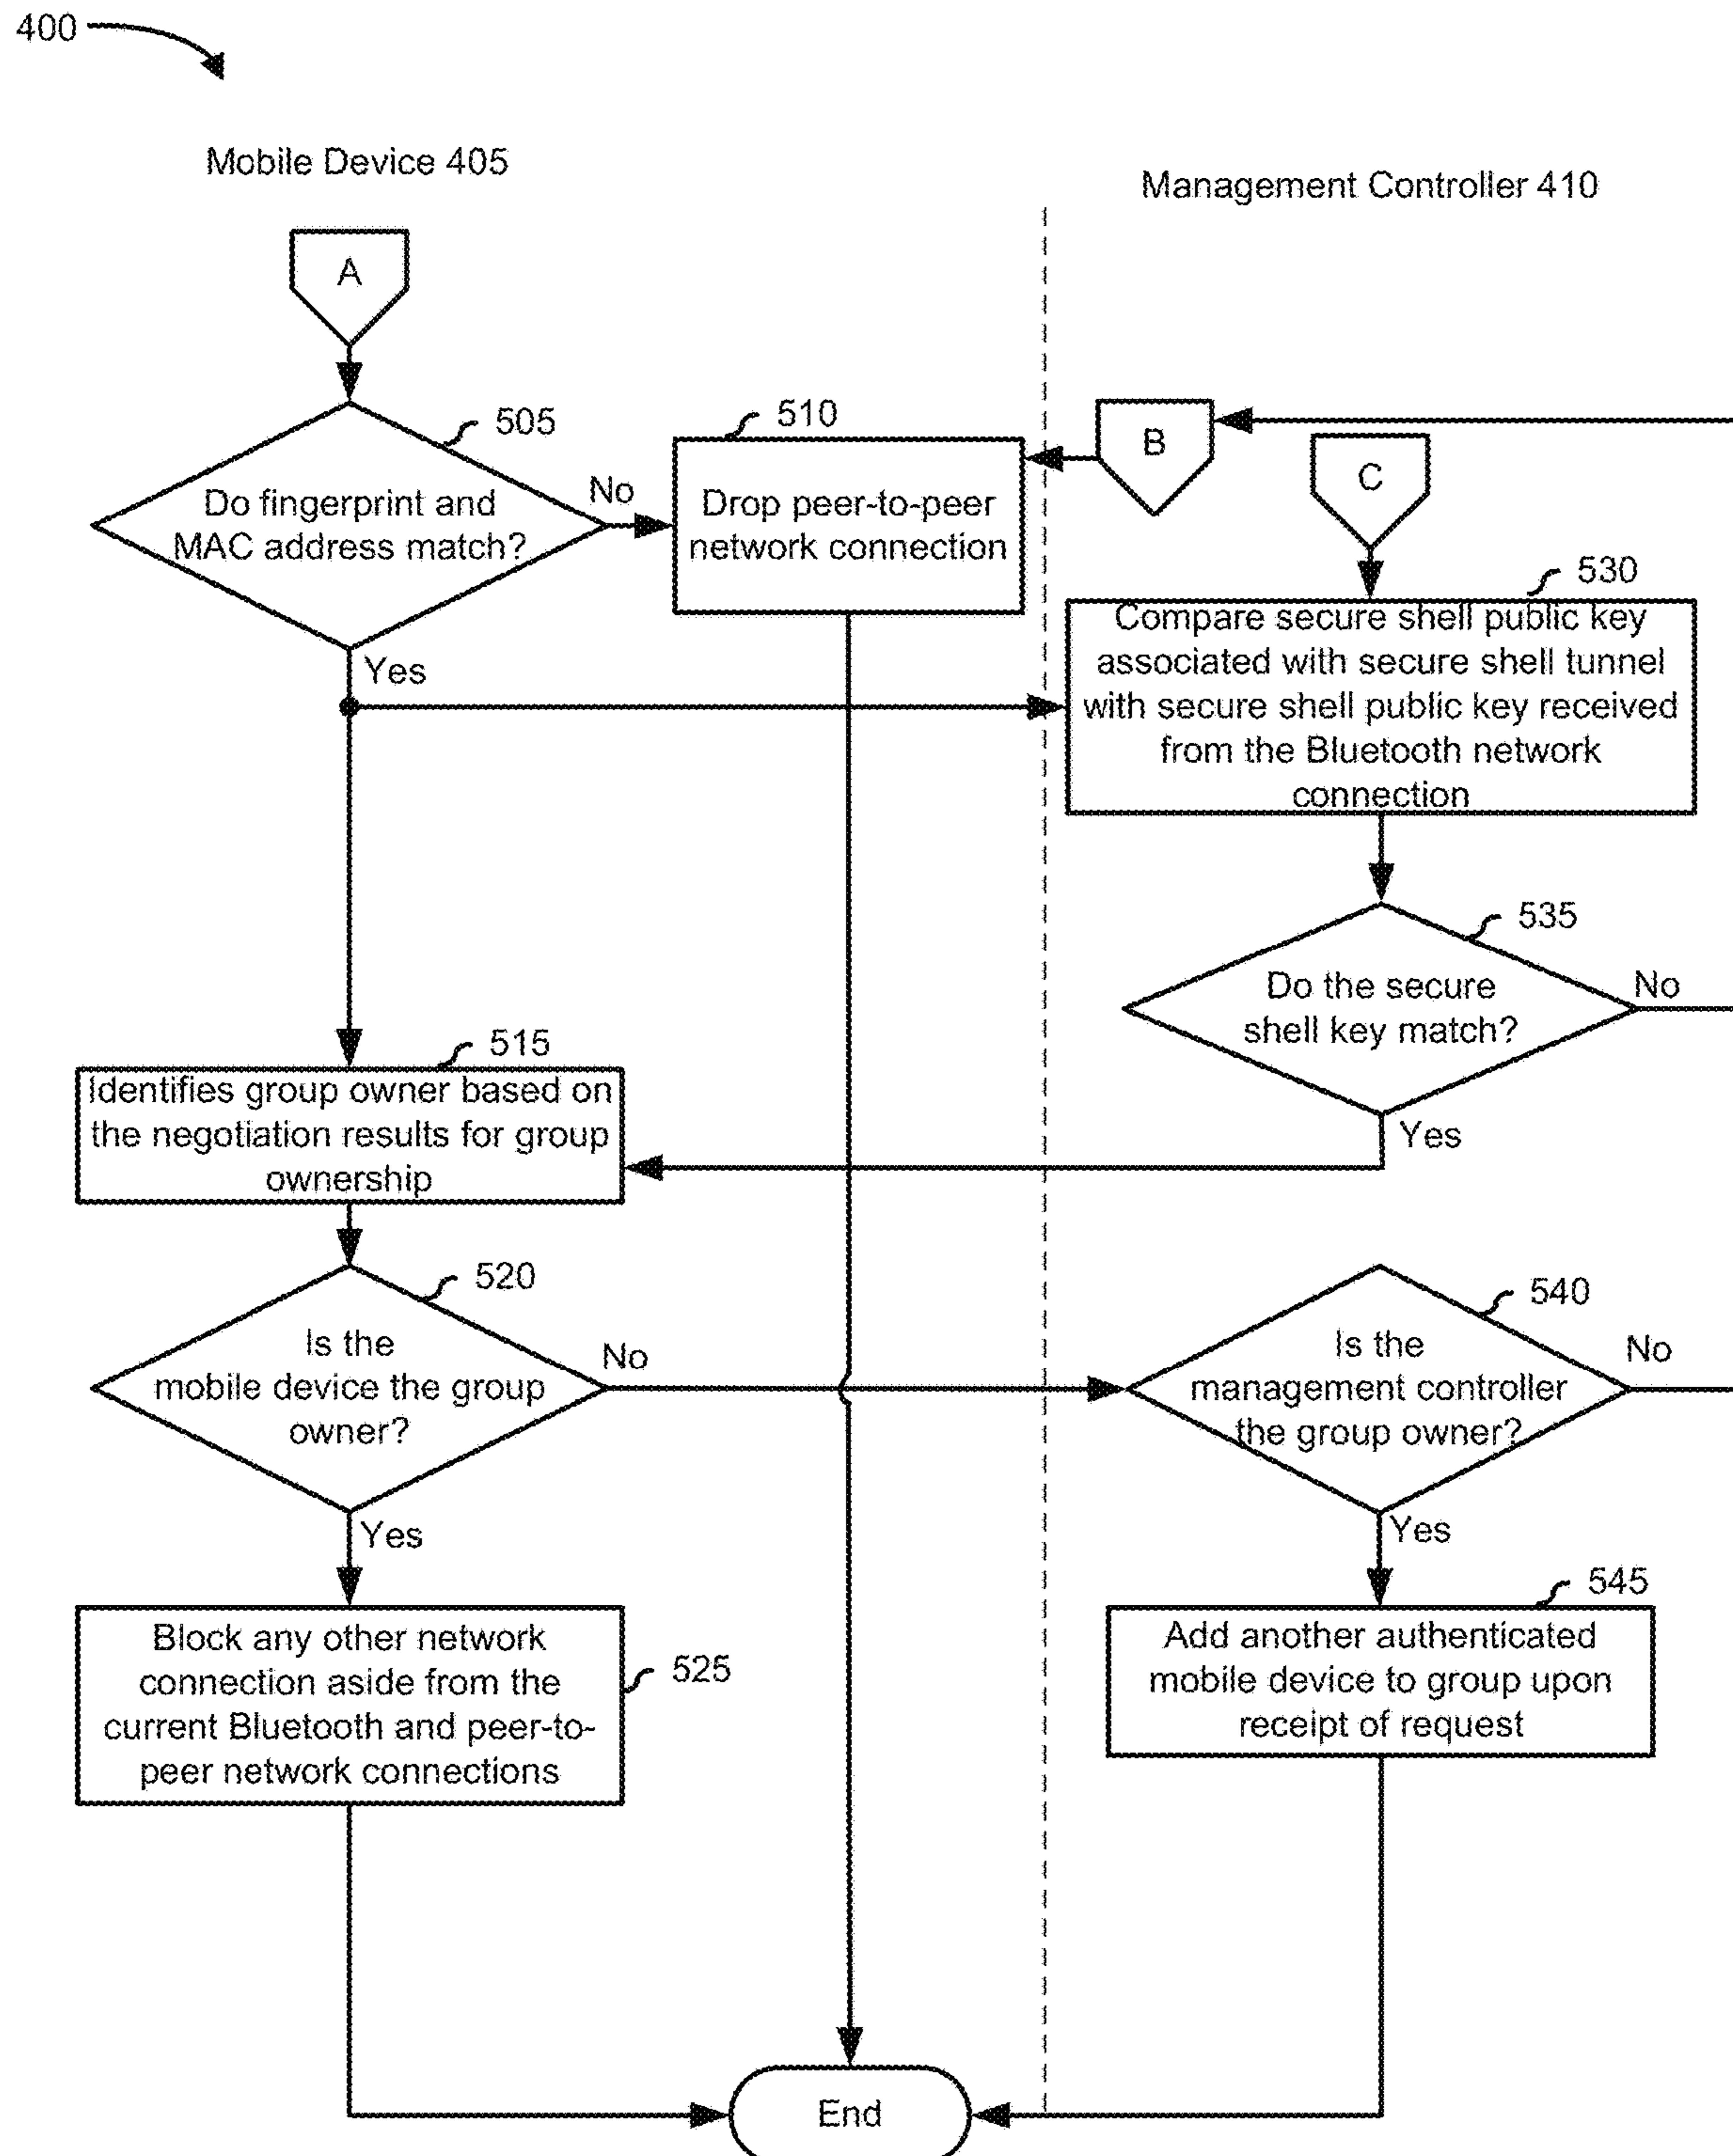 400
Mobile Device 405
Management Controller 410
A
505
Do fingerprint and
MAC address match?
No
Yes
510
Drop peer-to-peer
network connection
B
C
530
Compare secure shell public key
associated with secure shell tunnel
with secure shell public key received
from the Bluetooth network
connection
535
Do the secure
shell key match?
No
Yes
515
Identifies group owner based on
the negotiation results for group
ownership
520
Is the
mobile device the group
owner?
No
Yes
540
Is the
management controller
the group owner?
No
Yes
525
Block any other network
connection aside from the
current Bluetooth and peer-to-
peer network connections
545
Add another authenticated
mobile device to group upon
receipt of request
End